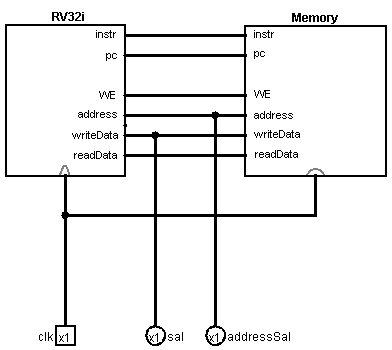 RV32i Memory
instr instr
pc pc
WE WE
address address
writeData writeData
readData readData
clk x1 x1 sal x1 addressSal